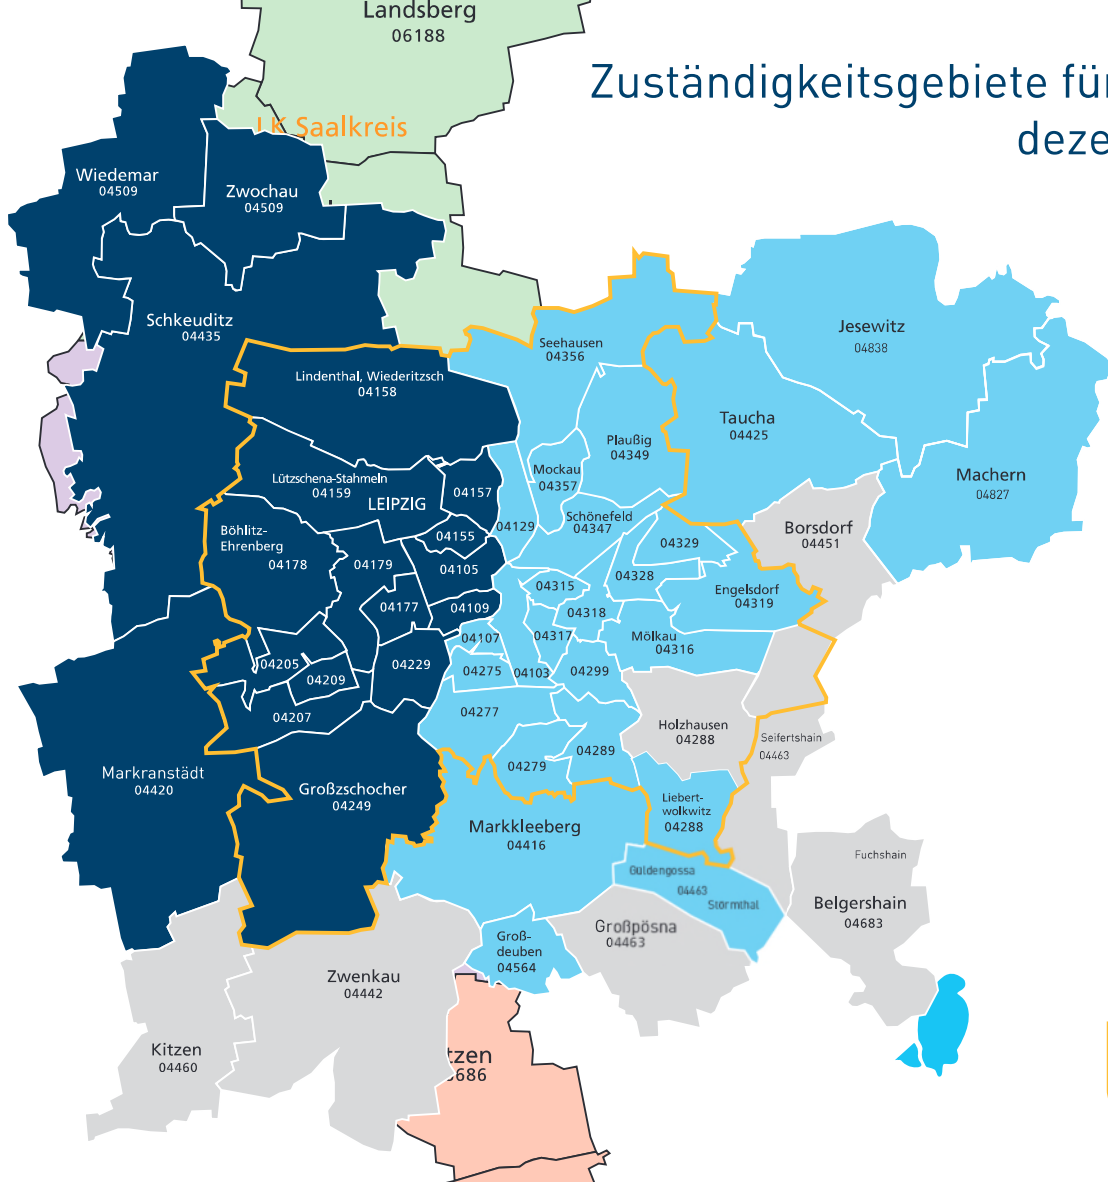 Landsberg
06188
Zuständigkeitsgebiete für
deze
LK Saalkreis
Wiedemar
04509
Zwochau
04509
Schkeuditz
04435
Seehausen
04356
Jesewitz
04838
Lindenthal, Wiederitzsch
04158
Taucha
04425
Plaußig
04349
Mockau
04357
Machern
04827
Lützschena-Stahmeln
04159
LEIPZIG
04157
Schönefeld
04347
04129
Borsdorf
04451
Böhlitz-
Ehrenberg
04178
04155
04179
04105
04329
04328
04315
Engelsdorf
04319
04177
04109
04318
04107
04317
Mölkau
04316
04205
04229
04275
04103
04299
04209
04207
04277
Holzhausen
04288
Seifertshain
04463
04289
04279
Markranstädt
04420
Großzschocher
04249
Liebert-
wolkwitz
04288
Markkleeberg
04416
Fuchshain
Güldengossa
04463
Störmthal
Belgershain
04683
Großpösna
04463
Groß-
deuben
04564
Zwenkau
04442
Kitzen
04460
tzen
686